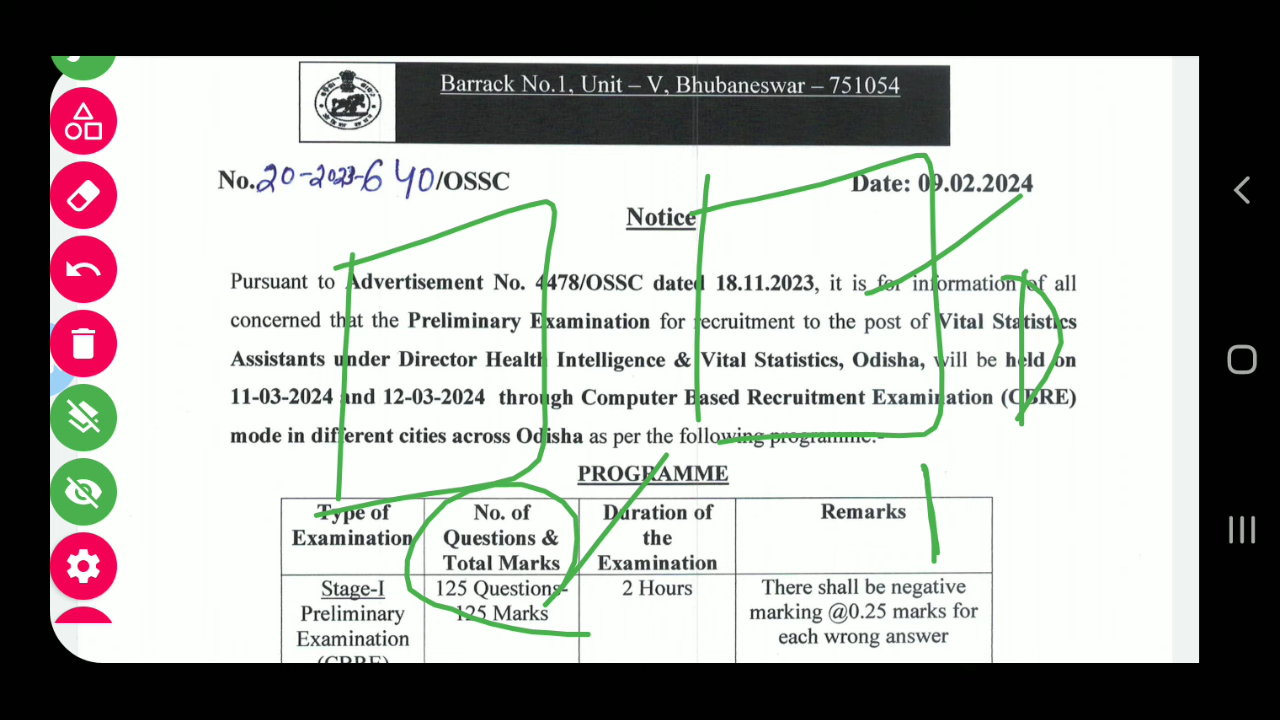 Barrack No.1, Unit – V, Bhubaneswar – 751054
No. 20-2023-640/OSSC Date: 09.02.2024
Notice
Pursuant to Advertisement No. 4478/OSSC dated 18.11.2023, it is for information of all
concerned that the Preliminary Examination for recruitment to the post of Vital Statistics
Assistants under Director Health Intelligence & Vital Statistics, Odisha, will be held on
11-03-2024 and 12-03-2024 through Computer Based Recruitment Examination (CBRE)
mode in different cities across Odisha as per the following programme:-
PROGRAMME
Type of Examination
No. of Questions & Total Marks
Duration of the Examination
Remarks
Stage-I Preliminary Examination (CBRE)
125 Questions- 125 Marks
2 Hours
There shall be negative marking @0.25 marks for each wrong answer